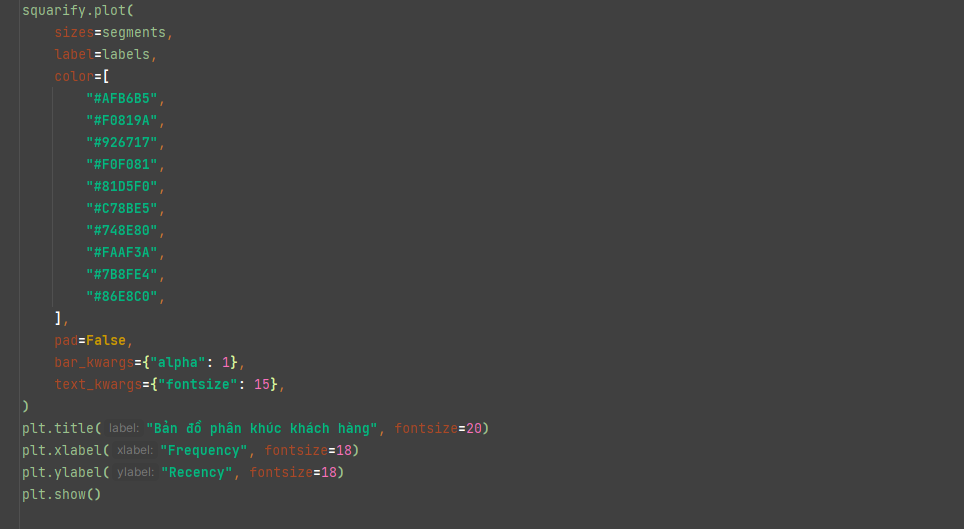 squarify.plot(
    sizes=segments,
    label=labels,
    color=[
        "#AFB6B5",
        "#F0819A",
        "#926717",
        "#F0F081",
        "#81D5F0",
        "#C78BE5",
        "#748E80",
        "#FAAF3A",
        "#7B8FE4",
        "#86E8C0",
    ],
    pad=False,
    bar_kwargs={"alpha": 1},
    text_kwargs={"fontsize": 15},
)
plt.title( label: "Bản đồ phân khúc khách hàng", fontsize=20)
plt.xlabel( xlabel: "Frequency", fontsize=18)
plt.ylabel( ylabel: "Recency", fontsize=18)
plt.show()